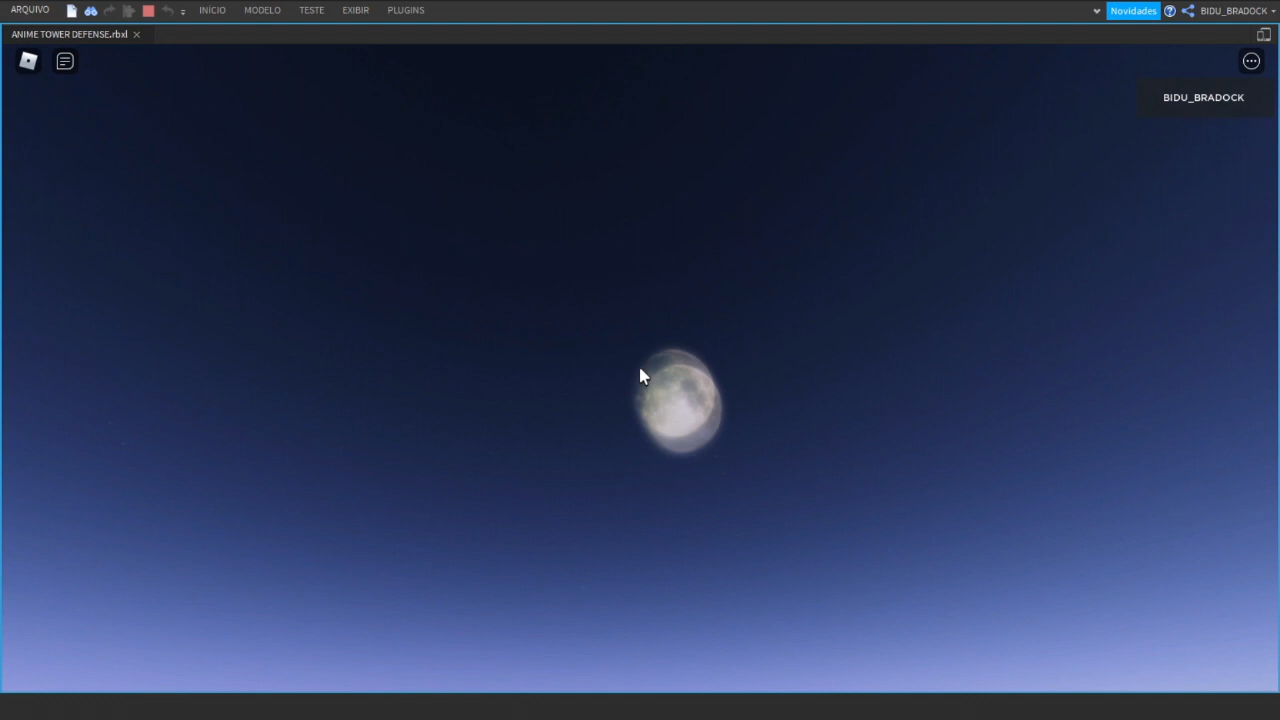 ARQUIVO INÍCIO MODELO TESTE EXIBIR PLUGINS Novidades BIDU_BRADOCK
ANIME TOWER DEFENSE.rbxl
BIDU_BRADOCK